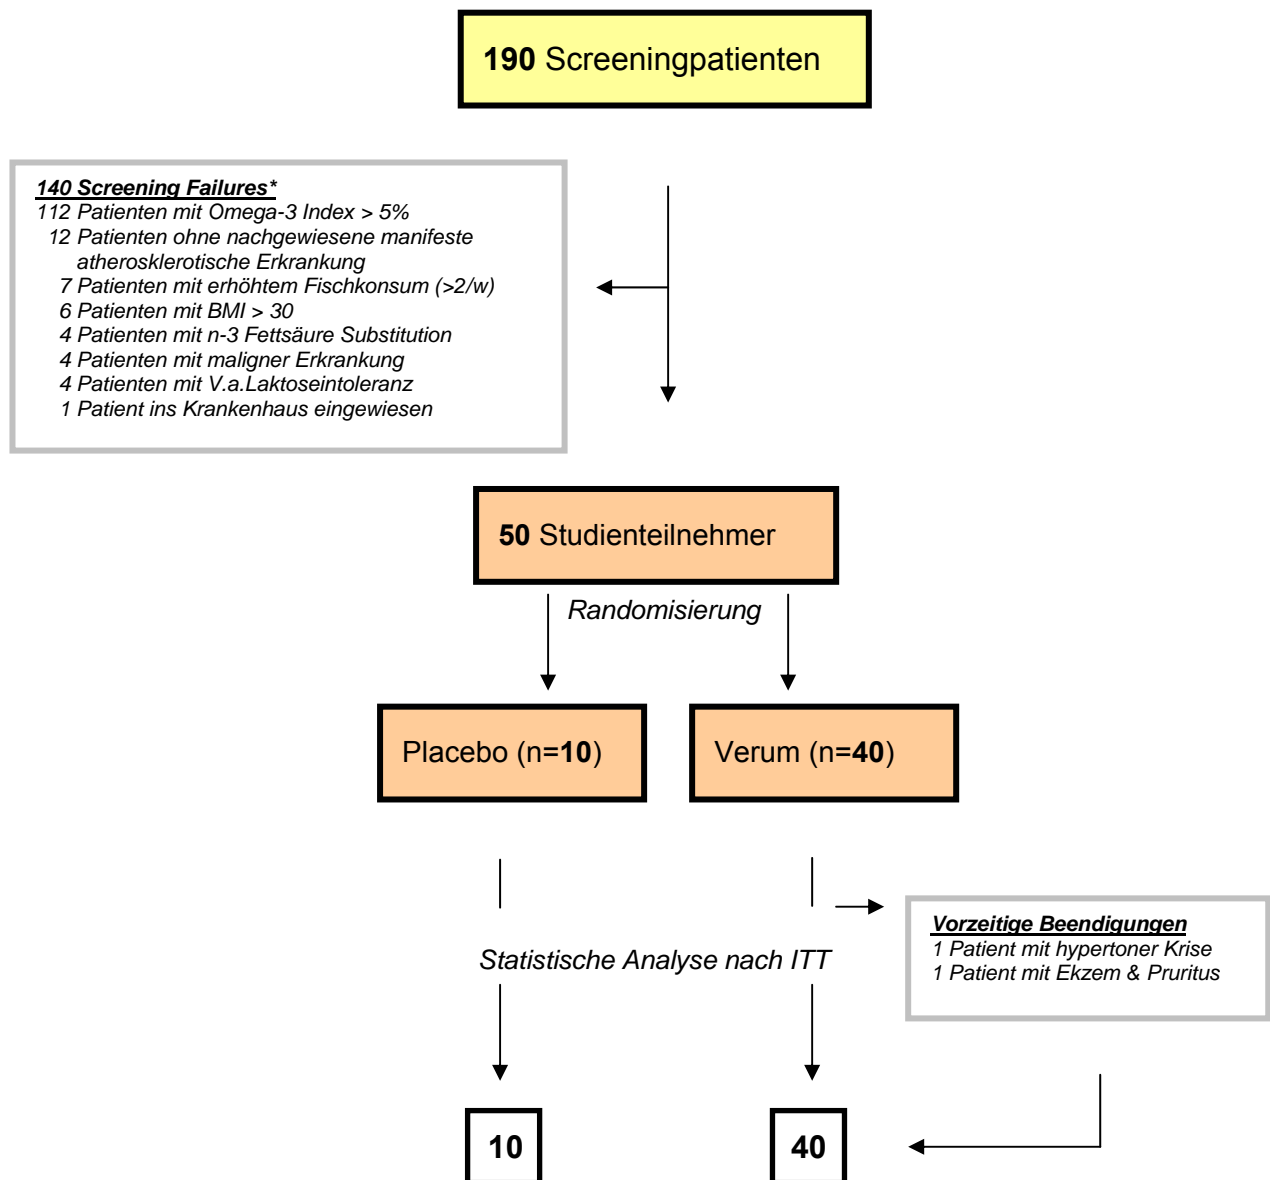 190 Screeningpatienten
140 Screening Failures*
112 Patienten mit Omega-3 Index > 5%
12 Patienten ohne nachgewiesene manifeste
atherosklerotische Erkrankung
7 Patienten mit erhöhtem Fischkonsum (>2/w)
6 Patienten mit BMI > 30
4 Patienten mit n-3 Fettsäure Substitution
4 Patienten mit maligner Erkrankung
4 Patienten mit V.a.Laktoseintoleranz
1 Patient ins Krankenhaus eingewiesen
50 Studienteilnehmer
Randomisierung
Placebo (n=10)
Verum (n=40)
Vorzeitige Beendigungen
1 Patient mit hypertoner Krise
1 Patient mit Ekzem & Pruritus
Statistische Analyse nach ITT
10
40